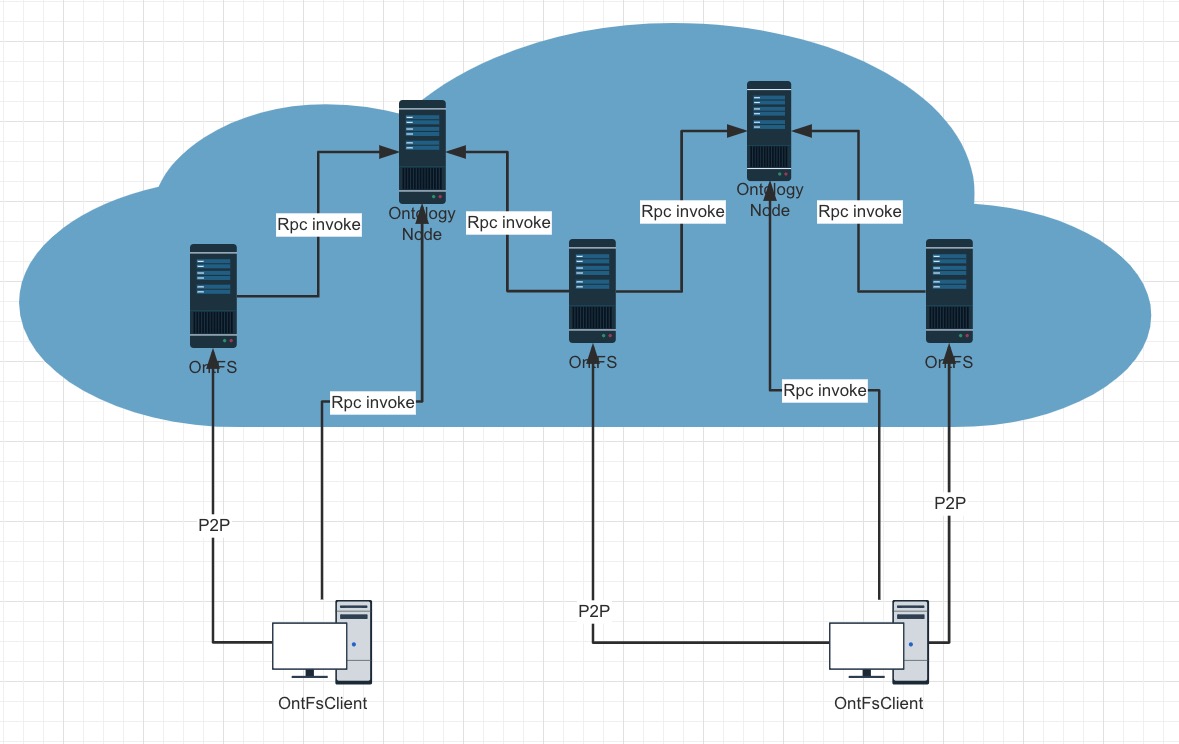 Ontology
Node
Ontology
Node
Rpc invoke
Rpc invoke
Rpc invoke
Rpc invoke
OntFS
OntFS
OntFS
Rpc invoke
Rpc invoke
P2P
P2P
P2P
OntFsClient
OntFsClient